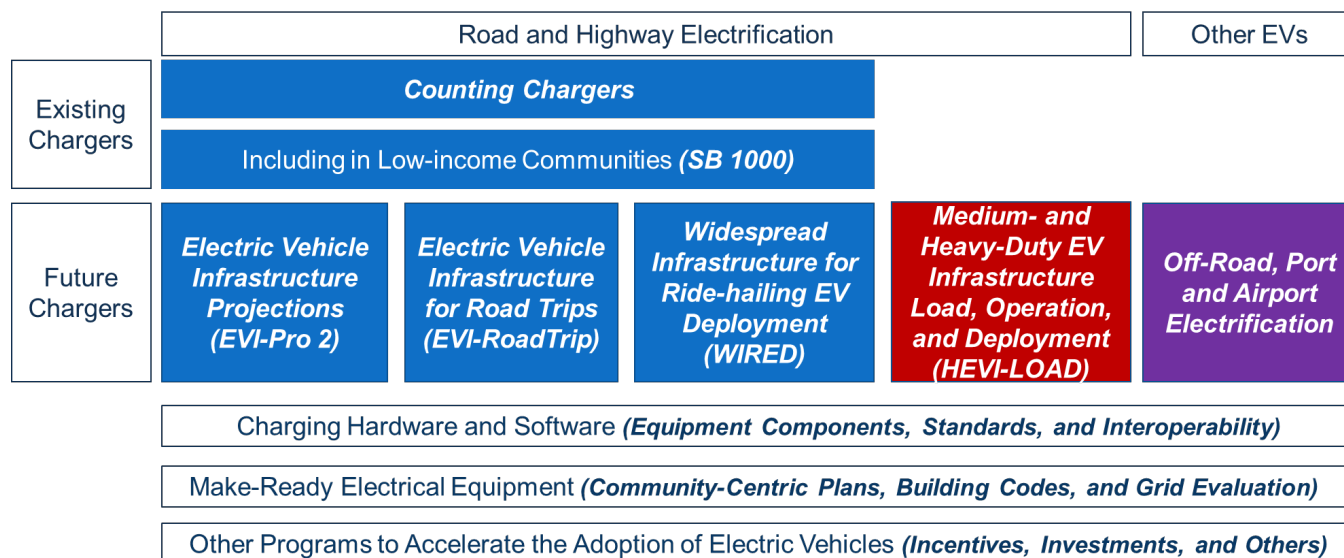 Road and Highway Electrification
Other EVs
Existing
Chargers
Counting Chargers
Including in Low-income Communities (SB 1000)
Future
Chargers
Electric Vehicle
Infrastructure
Projections
(EVI-Pro 2)
Electric Vehicle
Infrastructure
for Road Trips
(EVI-RoadTrip)
Widespread
Infrastructure for
Ride-hailing EV
Deployment
(WIRED)
Medium- and
Heavy-Duty EV
Infrastructure
Load, Operation,
and Deployment
(HEVI-LOAD)
Off-Road, Port
and Airport
Electrification
Charging Hardware and Software (Equipment Components, Standards, and Interoperability)
Make-Ready Electrical Equipment (Community-Centric Plans, Building Codes, and Grid Evaluation)
Other Programs to Accelerate the Adoption of Electric Vehicles (Incentives, Investments, and Others)